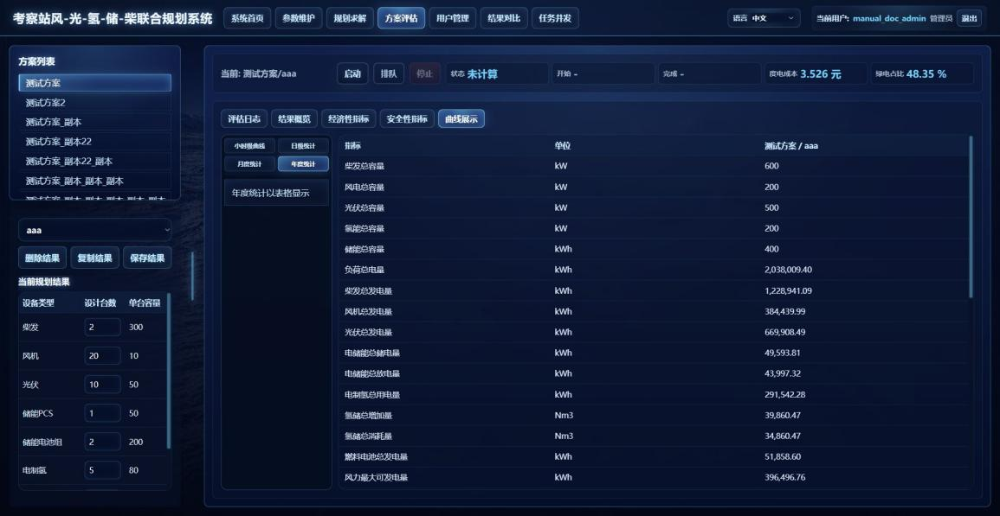 考察站风-光-氢-储-柴联合规划系统 系统首页 参数维护 规划求解 方案评估 用户管理 结果对比 任务并发 语言 中文 当前用户: manual_doc_admin 管理员 退出
方案列表
测试方案
测试方案2
测试方案_副本
测试方案_副本22
测试方案_副本22_副本
测试方案_副本_副本_副本
测试方案_副本_副本_副本_副本_副本
aaa
删除结果 复制结果 保存结果
当前规划结果
设备类型 设计台数 单台容量
柴发 2 300
风机 20 10
光伏 10 50
储能PCS 1 50
储能电池组 2 200
电制氢 5 80
当前: 测试方案/aaa 启动 排队 停止 状态 未计算 开始 - 完成 - 度电成本 3.526 元 绿电占比 48.35 %
评估日志 结果概览 经济性指标 安全性指标 曲线展示
小时级曲线 日级统计
月度统计 年度统计
年度统计以表格显示
指标 单位 测试方案 / aaa
柴发总容量 kW 600
风电总容量 kW 200
光伏总容量 kW 500
氢能总容量 kW 200
储能总容量 kWh 400
负荷总电量 kWh 2,038,009.40
柴发总发电量 kWh 1,228,941.09
风机总发电量 kWh 384,439.99
光伏总发电量 kWh 669,908.49
电储能总储电量 kWh 49,593.81
电储能总放电量 kWh 43,997.32
电制氢总用电量 kWh 291,542.28
氢储总增加量 Nm3 39,860.47
氢储总消耗量 Nm3 34,860.47
燃料电池总发电量 kWh 51,858.60
风力最大可发电量 kWh 396,496.76